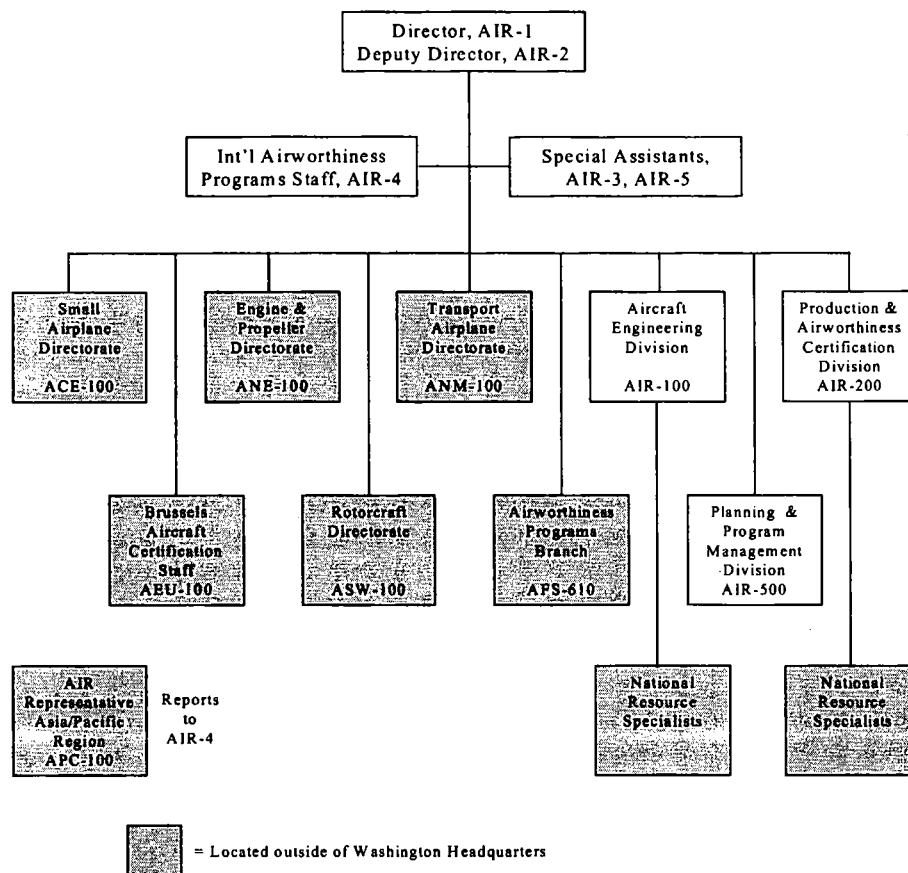 Director, AIR-1
Deputy Director, AIR-2
Int'l Airworthiness
Programs Staff, AIR-4
Special Assistants,
AIR-3, AIR-5
Small
Airplane
Directorate
ACE-100
Engine &
Propeller
Directorate
ANE-100
Transport
Airplane
Directorate
ANM-100
Aircraft
Engineering
Division
AIR-100
Production &
Airworthiness
Certification
Division
AIR-200
Brussels
Aircraft
Certification
Staff
AEU-100
Rotorcraft
Directorate
ASW-100
Airworthiness
Programs
Branch
AFS-610
Planning &
Program
Management
Division
AIR-500
AIR
Representative
Asia/Pacific
Region
APC-100
Reports
to
AIR-4
National
Resource
Specialists
National
Resource
Specialists
= Located outside of Washington Headquarters